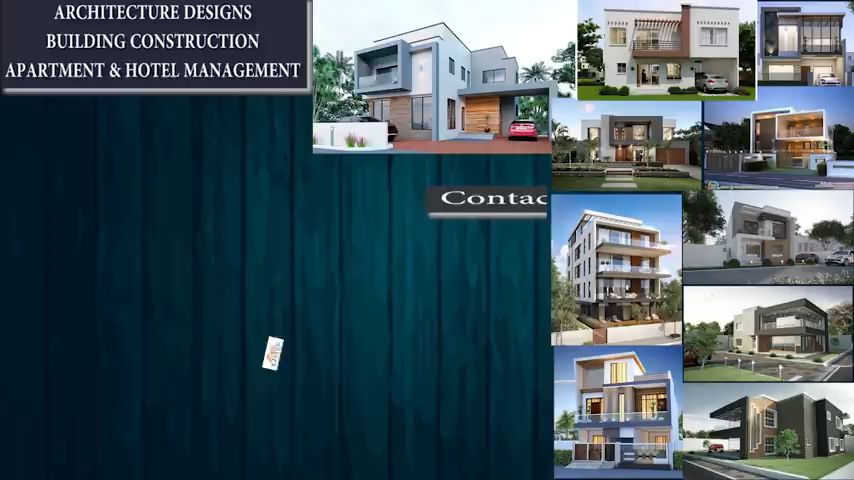 ARCHITECTURE DESIGNS
BUILDING CONSTRUCTION
APARTMENT & HOTEL MANAGEMENT
Contac